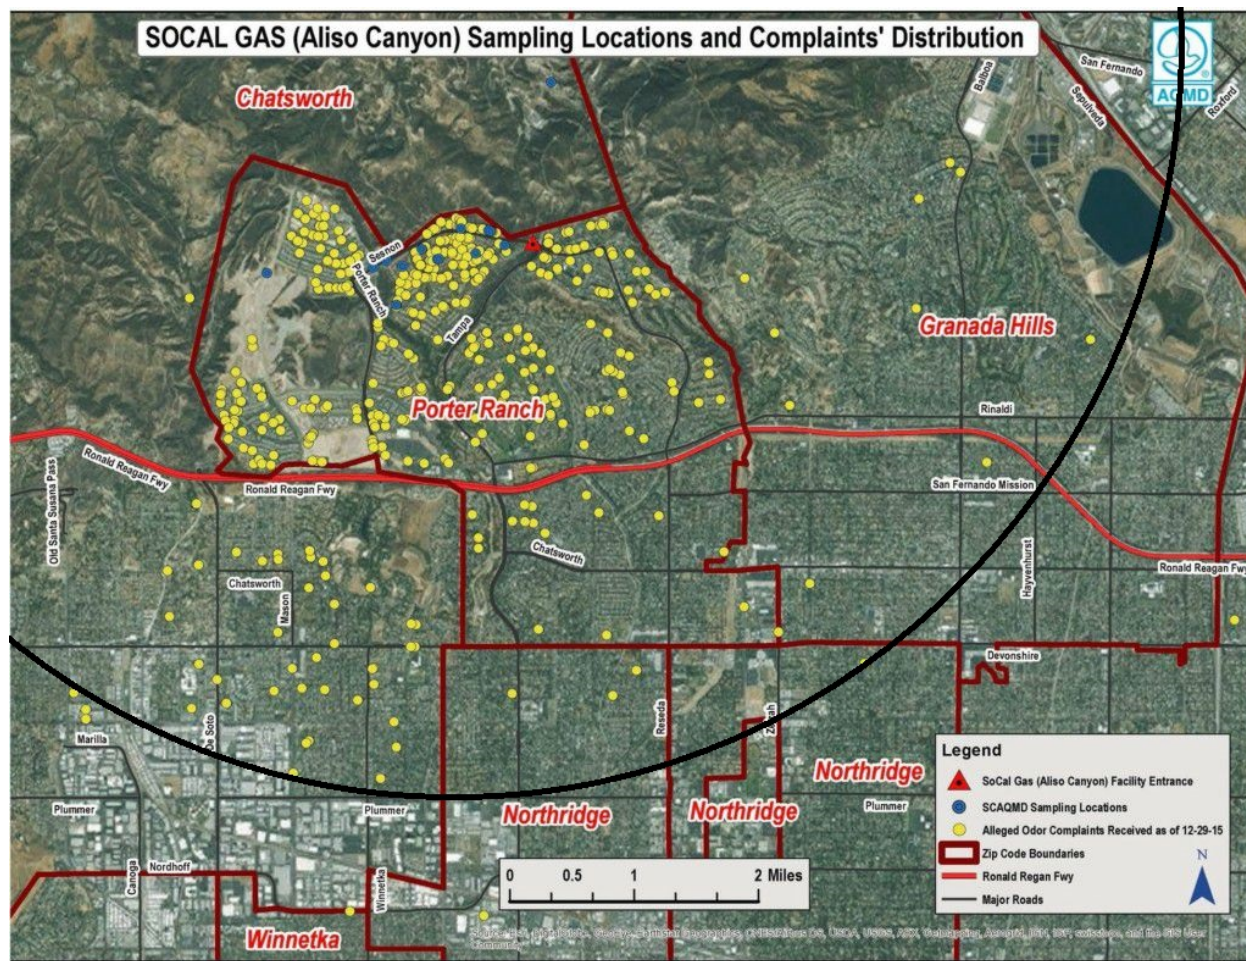 SOCAL GAS (Aliso Canyon) Sampling Locations and Complaints' Distribution
AQMD
®
San Fernando
Balboa
Sepulveda
Roxford
Chatsworth
Sesnon
Porter Ranch
Tampa
Granada Hills
Porter Ranch
Rinaldi
Ronald Reagan Fwy
Ronald Reagan Fwy
San Fernando Mission
Old Santa Susana Pass
Chatsworth
Chatsworth
Mason
Hayvenhurst
Ronald Reagan Fwy
Devonshire
De Soto
Reseda
Marilla
Northridge
Northridge
Northridge
Plummer
Plummer
Plummer
Canoga
Nordhoff
Winnetka
Winnetka
Legend
SoCal Gas (Aliso Canyon) Facility Entrance
SCAQMD Sampling Locations
Alleged Odor Complaints Received as of 12-29-15
Zip Code Boundaries
Ronald Regan Fwy
Major Roads
N
0 0.5 1 2 Miles